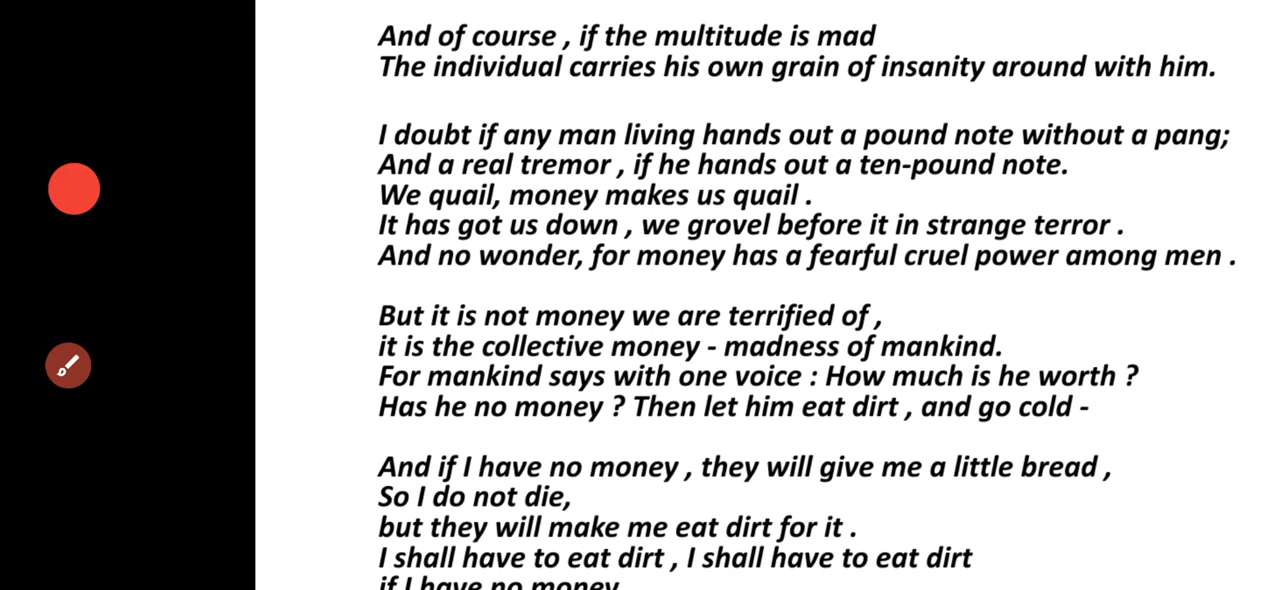 And of course , if the multitude is mad
The individual carries his own grain of insanity around with him.
I doubt if any man living hands out a pound note without a pang;
And a real tremor , if he hands out a ten-pound note.
We quail, money makes us quail .
It has got us down , we grovel before it in strange terror .
And no wonder, for money has a fearful cruel power among men .
But it is not money we are terrified of ,
it is the collective money - madness of mankind.
For mankind says with one voice : How much is he worth ?
Has he no money ? Then let him eat dirt , and go cold -
And if I have no money , they will give me a little bread ,
So I do not die,
but they will make me eat dirt for it .
I shall have to eat dirt , I shall have to eat dirt
if I have no money